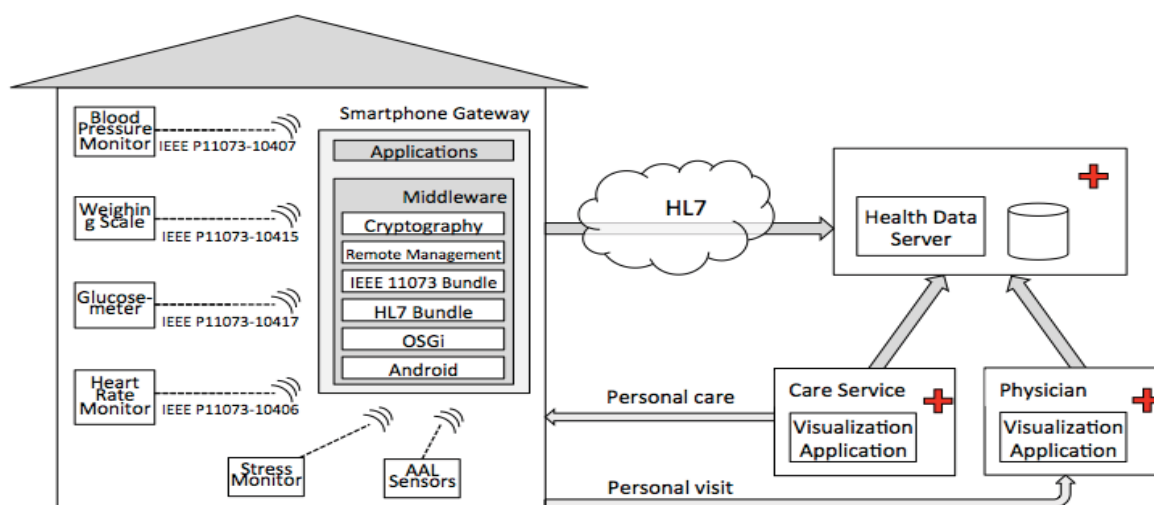 Blood
Pressure
Monitor
IEEE P11073-10407
Weighin
g Scale
IEEE P11073-10415
Glucose-
meter
IEEE P11073-10417
Heart
Rate
Monitor
IEEE P11073-10406
Stress
Monitor
AAL
Sensors
Smartphone Gateway
Applications
Middleware
Cryptography
Remote Management
IEEE 11073 Bundle
HL7 Bundle
OSGi
Android
HL7
Health Data
Server
Personal care
Personal visit
Care Service
Visualization
Application
Physician
Visualization
Application